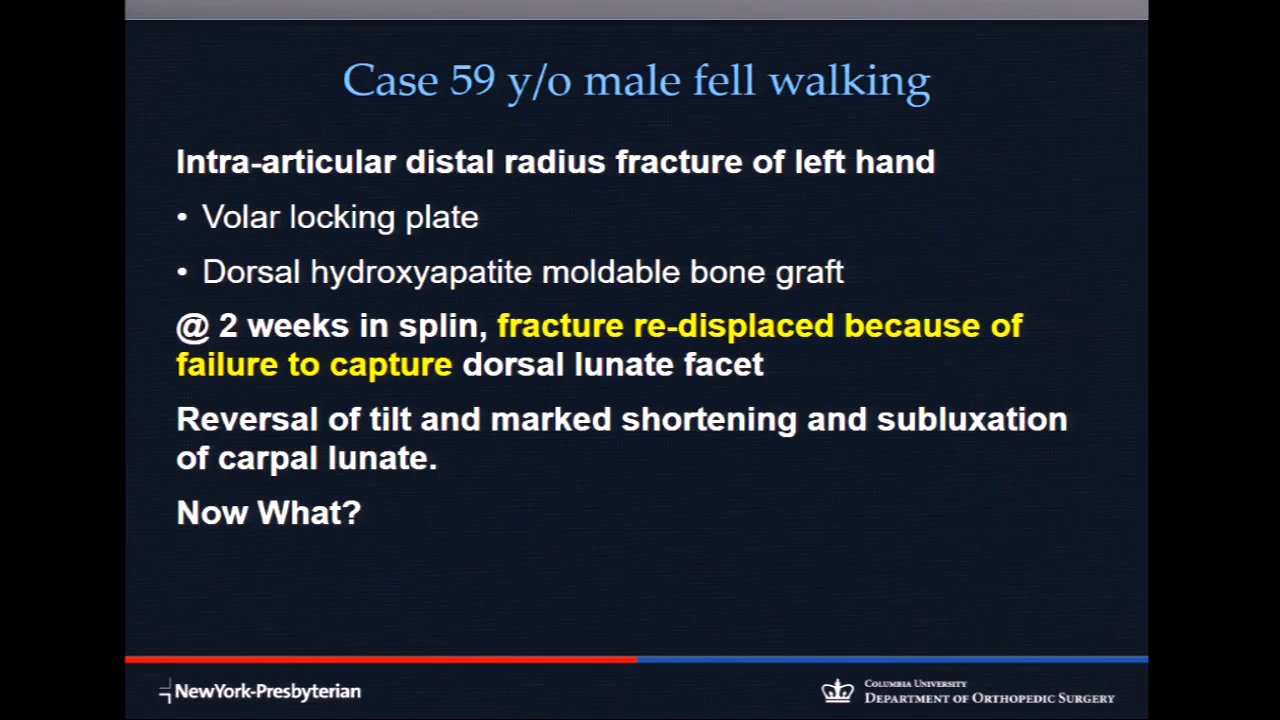 Case 59 y/o male fell walking
Intra-articular distal radius fracture of left hand
• Volar locking plate
• Dorsal hydroxyapatite moldable bone graft
@ 2 weeks in splin, fracture re-displaced because of
failure to capture dorsal lunate facet
Reversal of tilt and marked shortening and subluxation
of carpal lunate.
Now What?
NewYork-Presbyterian
COLUMBIA UNIVERSITY
DEPARTMENT OF ORTHOPEDIC SURGERY